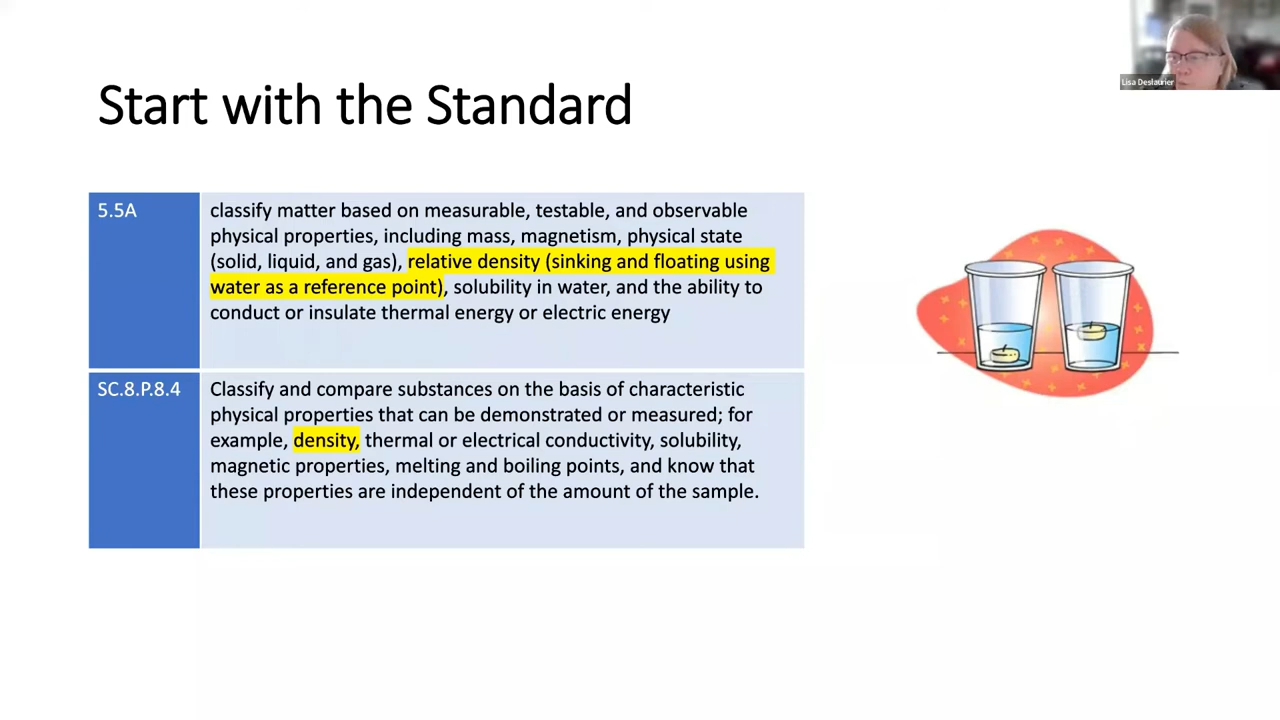 Lisa Deslaurier
Start with the Standard
5.5A
classify matter based on measurable, testable, and observable
physical properties, including mass, magnetism, physical state
(solid, liquid, and gas), relative density (sinking and floating using
water as a reference point), solubility in water, and the ability to
conduct or insulate thermal energy or electric energy
SC.8.P.8.4
Classify and compare substances on the basis of characteristic
physical properties that can be demonstrated or measured; for
example, density, thermal or electrical conductivity, solubility,
magnetic properties, melting and boiling points, and know that
these properties are independent of the amount of the sample.